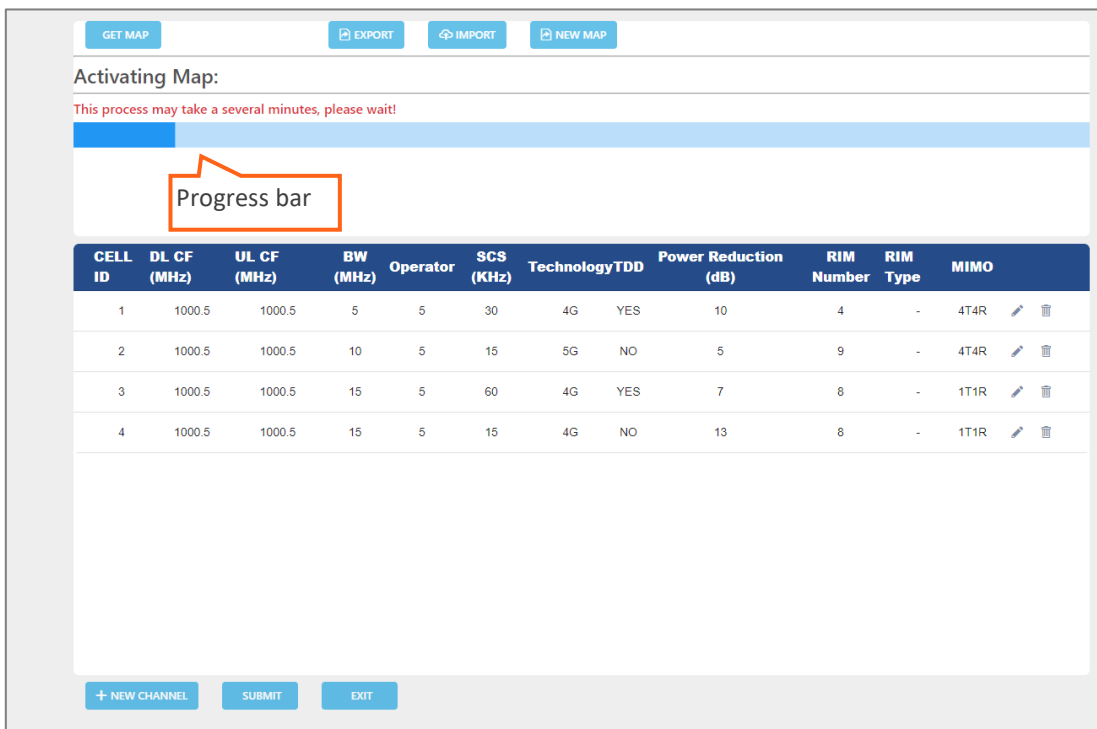 GET MAP EXPORT IMPORT NEW MAP
Activating Map:
This process may take a several minutes, please wait!
Progress bar
CELL ID DL CF (MHz) UL CF (MHz) BW (MHz) Operator SCS (KHz) Technology TDD Power Reduction (dB) RIM Number RIM Type MIMO
1 1000.5 1000.5 5 5 30 4G YES 10 4 - 4T4R
2 1000.5 1000.5 10 5 15 5G NO 5 9 - 4T4R
3 1000.5 1000.5 15 5 60 4G YES 7 8 - 1T1R
4 1000.5 1000.5 15 5 15 4G NO 13 8 - 1T1R
+ NEW CHANNEL SUBMIT EXIT